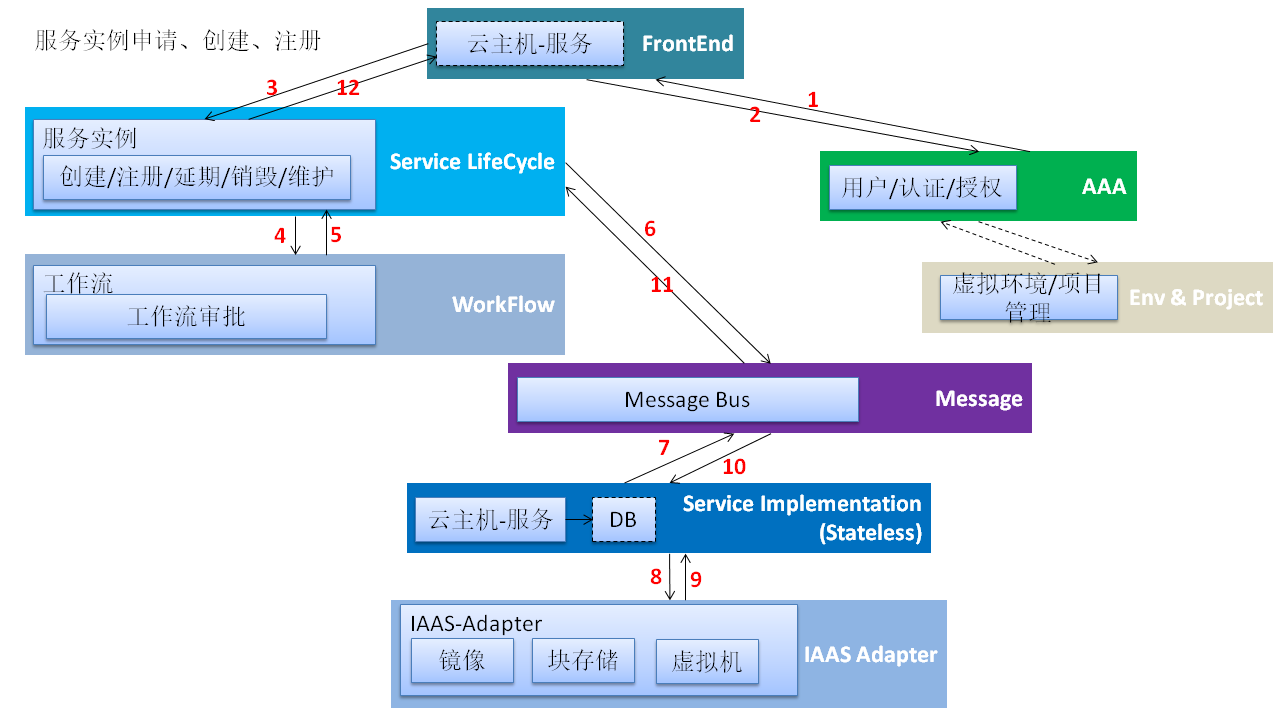 服务实例申请、创建、注册
云主机-服务
FrontEnd
3
12
1
2
服务实例
创建/注册/延期/销毁/维护
Service LifeCycle
用户/认证/授权
AAA
4
5
6
11
工作流
工作流审批
WorkFlow
虚拟环境/项目
管理
Env & Project
Message Bus
Message
7
10
云主机-服务
DB
Service Implementation
(Stateless)
8
9
IAAS-Adapter
镜像
块存储
虚拟机
IAAS Adapter